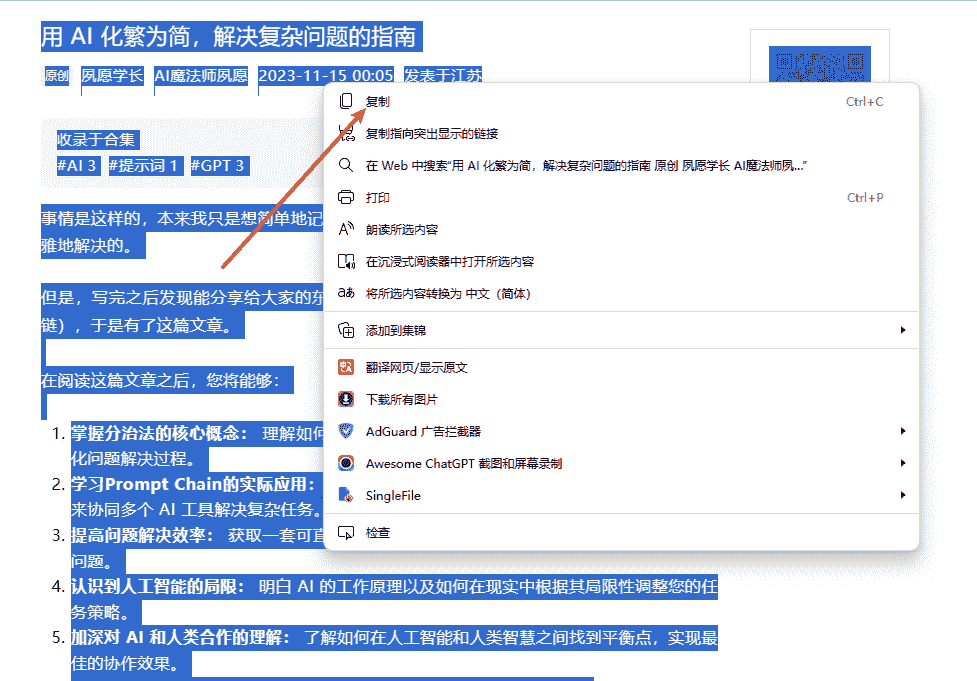 用 AI 化繁为简，解决复杂问题的指南
原创 夙愿学长 AI魔法师夙愿 2023-11-15 00:05 发表于江苏
收录于合集
#AI 3 #提示词 1 #GPT 3
事情是这样的，本来我只是想简单地记
雅地解决的。
但是，写完之后发现能分享给大家的东
链），于是有了这篇文章。
在阅读这篇文章之后，您将能够：
1. 掌握分治法的核心概念： 理解如何
化问题解决过程。
2. 学习Prompt Chain的实际应用：
来协同多个 AI 工具解决复杂任务。
3. 提高问题解决效率： 获取一套可直
问题。
4. 认识到人工智能的局限： 明白 AI 的工作原理以及如何在现实中根据其局限性调整您的任
务策略。
5. 加深对 AI 和人类合作的理解： 了解如何在人工智能和人类智慧之间找到平衡点，实现最
佳的协作效果。
复制 Ctrl+C
复制指向突出显示的链接
在 Web 中搜索“用 AI 化繁为简，解决复杂问题的指南 原创 夙愿学长 AI魔法师夙...”
打印 Ctrl+P
朗读所选内容
在沉浸式阅读器中打开所选内容
将所选内容转换为 中文（简体）
添加到集锦
翻译网页/显示原文
下载所有图片
AdGuard 广告拦截器
Awesome ChatGPT 截图和屏幕录制
SingleFile
检查